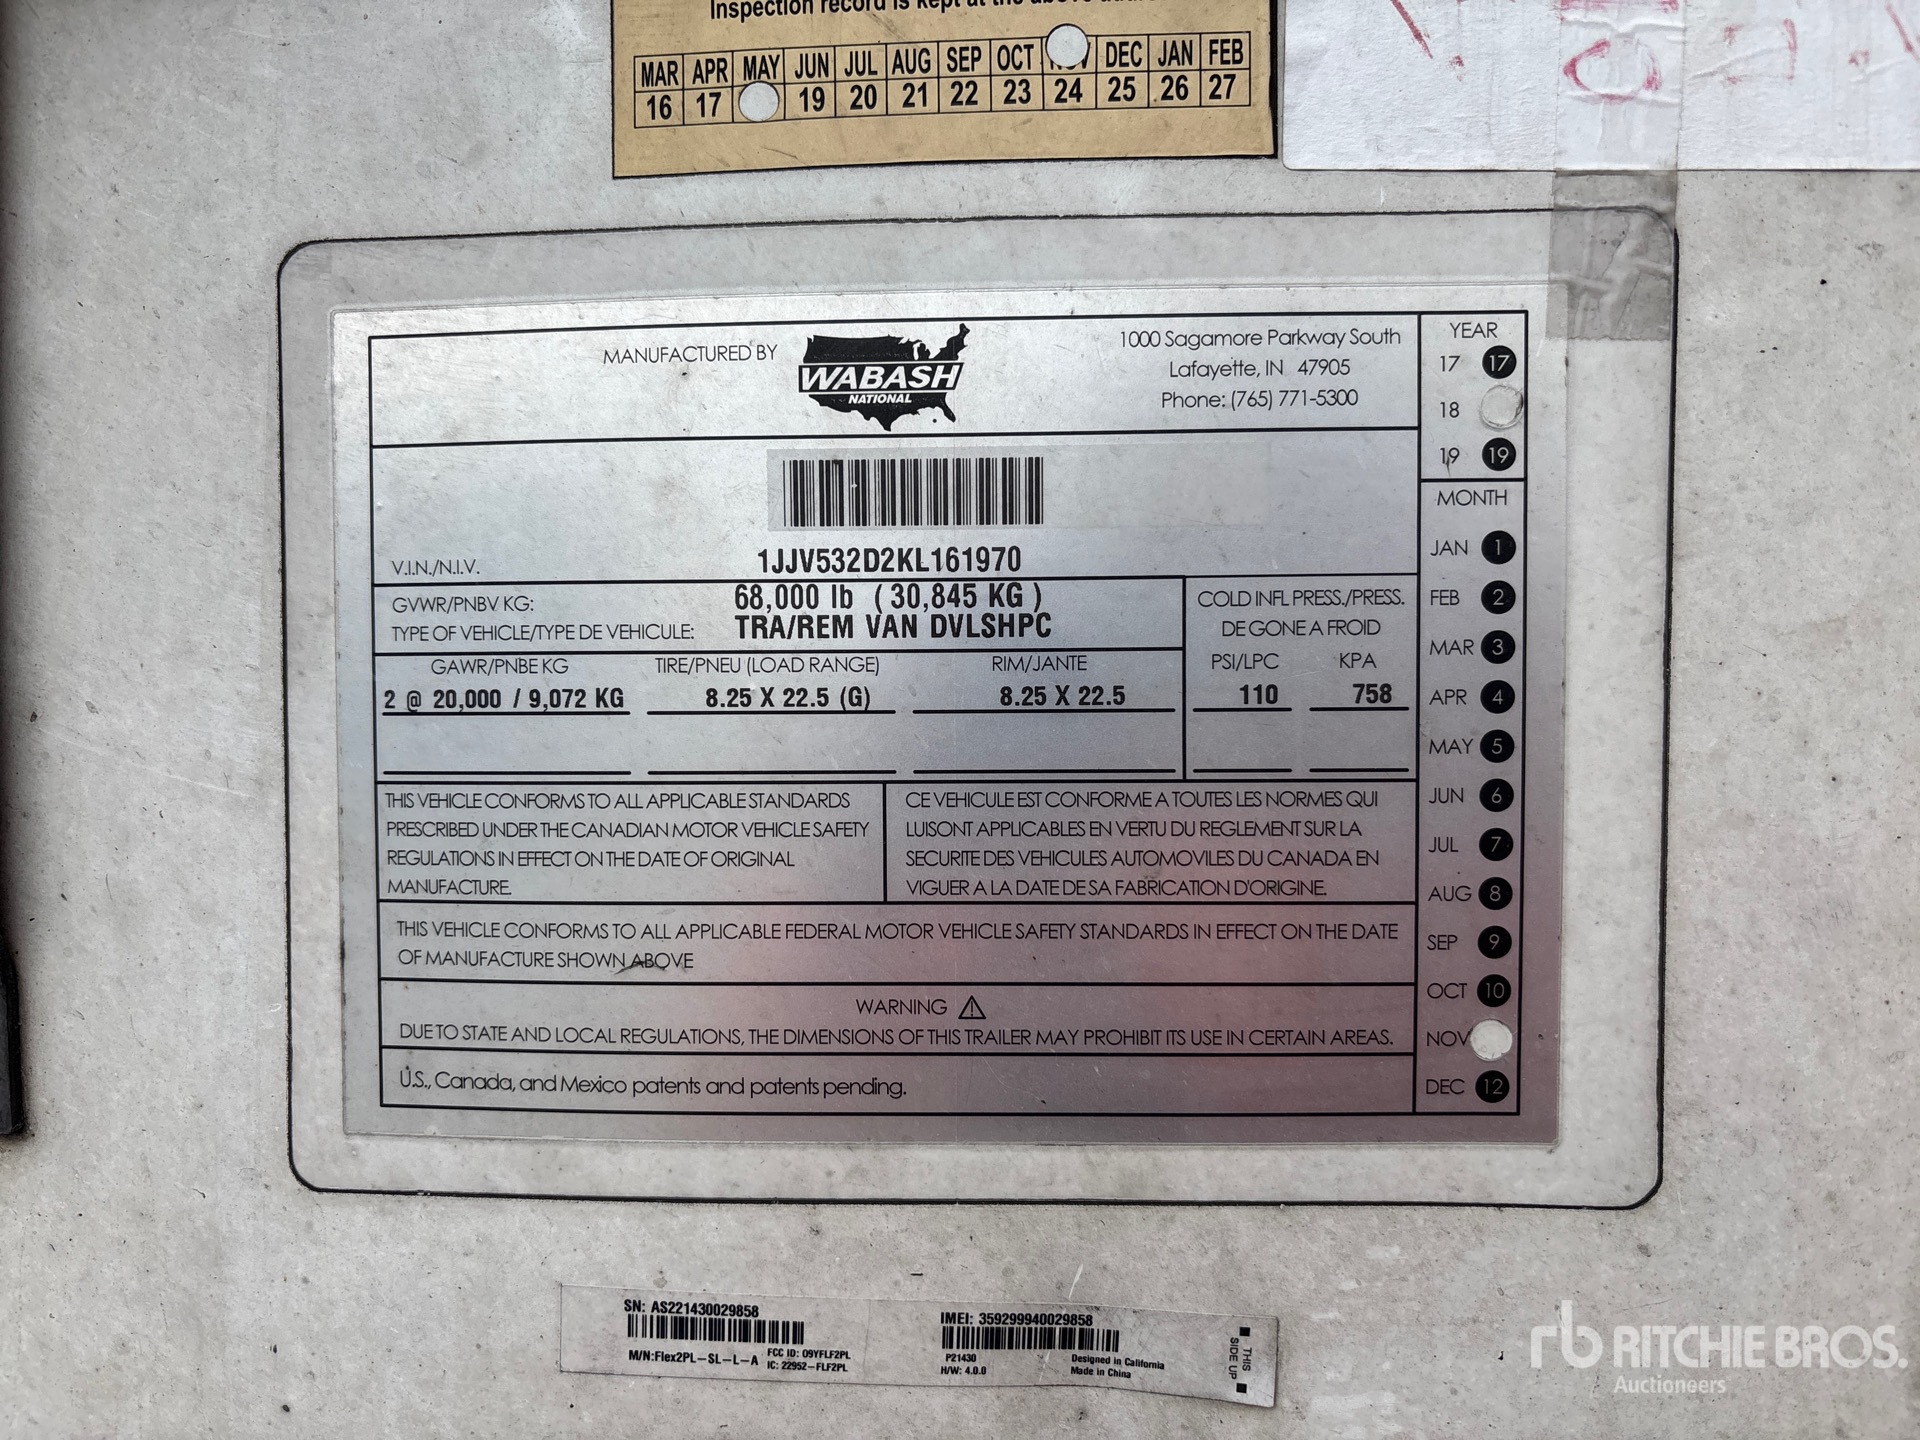 Inspection record is kept at the above
MAR APR MAY JUN JUL AUG SEP OCT NOV DEC JAN FEB
16 17 19 20 21 22 23 24 25 26 27
MANUFACTURED BY
WABASH
NATIONAL
1000 Sagamore Parkway South
Lafayette, IN 47905
Phone: (765) 771-5300
YEAR
17 17
18
19 19
MONTH
JAN 1
FEB 2
MAR 3
APR 4
MAY 5
JUN 6
JUL 7
AUG 8
SEP 9
OCT 10
NOV
DEC 12
V.I.N./N.I.V. 1JJV532D2KL161970
GVWR/PNBV KG: 68,000 lb ( 30,845 KG )
TYPE OF VEHICLE/TYPE DE VEHICULE: TRA/REM VAN DVLSHPC
COLD INFL PRESS./PRESS.
DE GONE A FROID
GAWR/PNBE KG TIRE/PNEU (LOAD RANGE) RIM/JANTE PSI/LPC KPA
2 @ 20,000 / 9,072 KG 8.25 X 22.5 (G) 8.25 X 22.5 110 758
THIS VEHICLE CONFORMS TO ALL APPLICABLE STANDARDS
PRESCRIBED UNDER THE CANADIAN MOTOR VEHICLE SAFETY
REGULATIONS IN EFFECT ON THE DATE OF ORIGINAL
MANUFACTURE.
CE VEHICULE EST CONFORME A TOUTES LES NORMES QUI
LUISONT APPLICABLES EN VERTU DU REGLEMENT SUR LA
SECURITE DES VEHICULES AUTOMOVILES DU CANADA EN
VIGUER A LA DATE DE SA FABRICATION D'ORIGINE.
THIS VEHICLE CONFORMS TO ALL APPLICABLE FEDERAL MOTOR VEHICLE SAFETY STANDARDS IN EFFECT ON THE DATE
OF MANUFACTURE SHOWN ABOVE
WARNING
DUE TO STATE AND LOCAL REGULATIONS, THE DIMENSIONS OF THIS TRAILER MAY PROHIBIT ITS USE IN CERTAIN AREAS.
U.S., Canada, and Mexico patents and patents pending.
SN: AS221430029858
M/N:Flex2PL-SL-L-A
FCC ID: O9YFLF2PL
IC: 22952-FLF2PL
IMEI: 359299940029858
P21430
H/W: 4.0.0
Designed in California
Made in China
THIS
SIDE UP
rb RITCHIE BROS.
Auctioneers